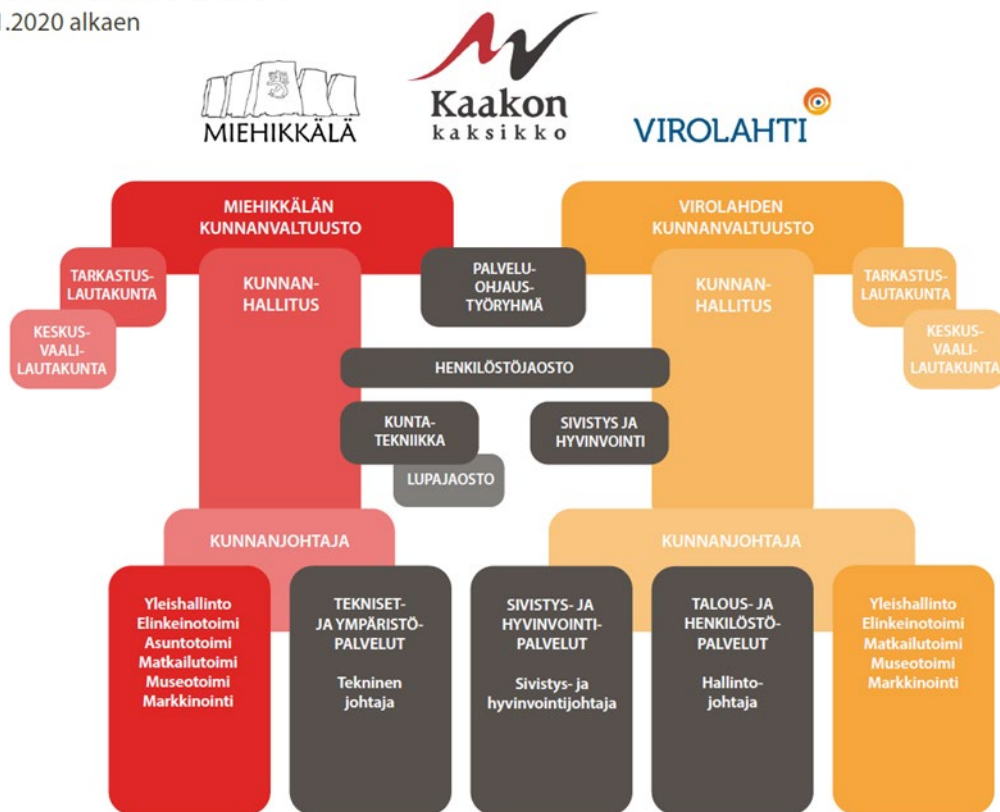 .2020 alkaen
MIEHIKKÄLÄ
Kaakon
kaksikko
VIROLAHTI
MIEHIKKÄLÄN
KUNNANVALTUUSTO
VIROLAHDEN
KUNNANVALTUUSTO
TARKASTUS-
LAUTAKUNTA
KESKUS-
VAALI-
LAUTAKUNTA
KUNNAN-
HALLITUS
PALVELU-
OHJAUS-
TYÖRYHMÄ
KUNNAN-
HALLITUS
TARKASTUS-
LAUTAKUNTA
KESKUS-
VAALI-
LAUTAKUNTA
HENKILÖSTÖJAOSTO
KUNTA-
TEKNIIKKA
SIVISTYS JA
HYVINVOINTI
LUPAJAOSTO
KUNNANJOHTAJA
KUNNANJOHTAJA
Yleishallinto
Elinkeinotoimi
Asuntotoimi
Matkailutoimi
Museotoimi
Markkinointi
TEKNISET-
JA YMPÄRISTÖ-
PALVELUT
Tekninen
johtaja
SIVISTYS- JA
HYVINVOINTI-
PALVELUT
Sivistys- ja
hyvinvointijohtaja
TALOUS- JA
HENKILÖSTÖ-
PALVELUT
Hallinto-
johtaja
Yleishallinto
Elinkeinotoimi
Matkailutoimi
Museotoimi
Markkinointi